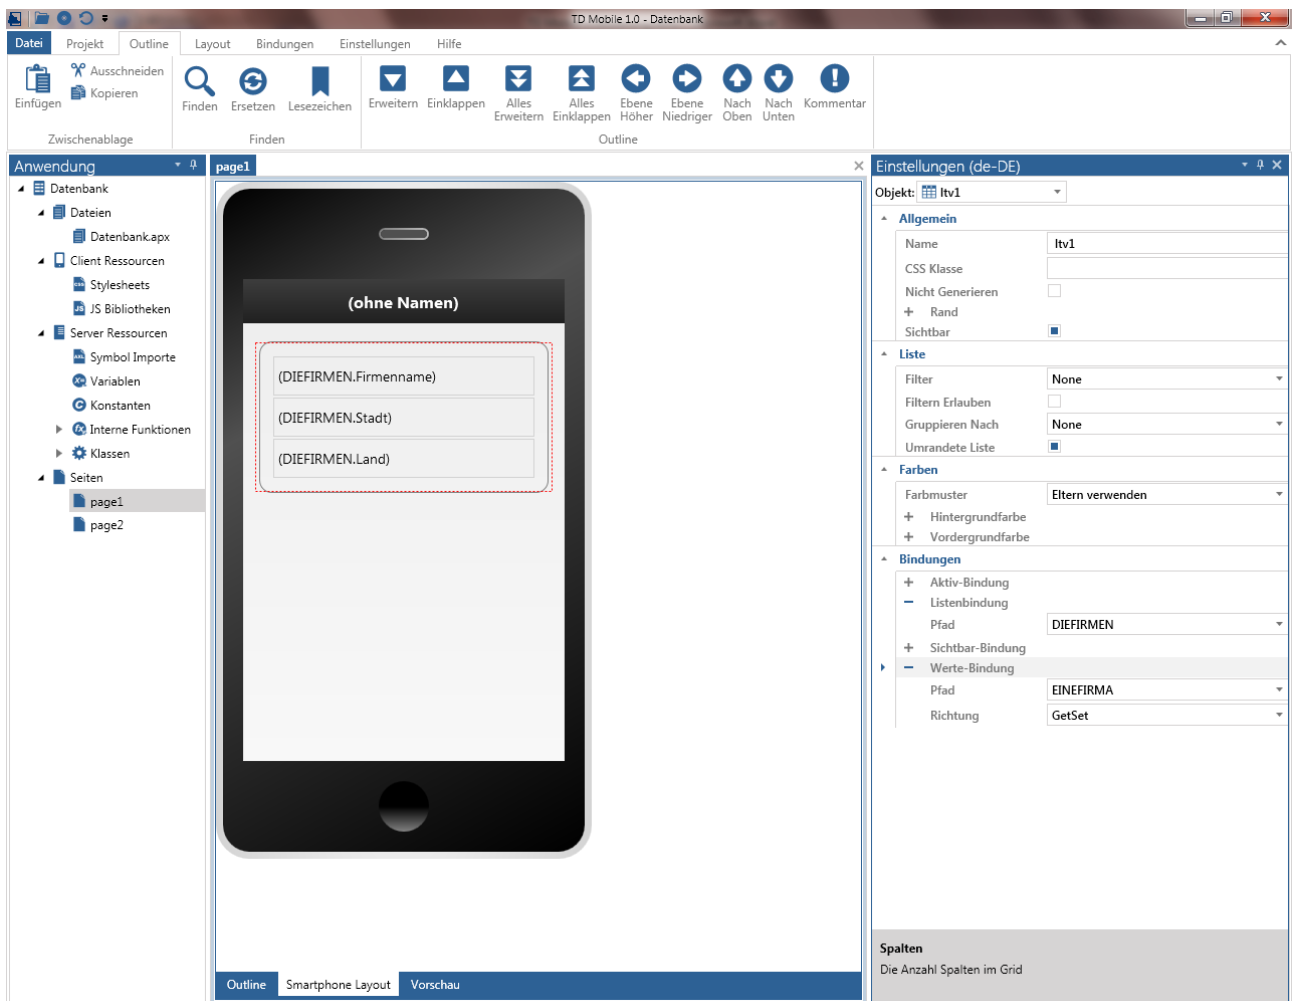 TD Mobile 1.0 - Datenbank
Datei Projekt Outline Layout Bindungen Einstellungen Hilfe
Einfügen
Ausschneiden
Kopieren
Zwischenablage
Finden Ersetzen Lesezeichen
Finden
Erweitern Einklappen Alles Erweitern Alles Einklappen Ebene Höher Ebene Niedriger Nach Oben Nach Unten Kommentar
Outline
Anwendung
Datenbank
Dateien
Datenbank.apx
Client Ressourcen
Stylesheets
JS Bibliotheken
Server Ressourcen
Symbol Importe
Variablen
Konstanten
Interne Funktionen
Klassen
Seiten
page1
page2
page1
(ohne Namen)
(DIEFIRMEN.Firmenname)
(DIEFIRMEN.Stadt)
(DIEFIRMEN.Land)
Outline Smartphone Layout Vorschau
Einstellungen (de-DE)
Objekt: ltv1
Allgemein
Name ltv1
CSS Klasse
Nicht Generieren
Rand
Sichtbar
Liste
Filter None
Filtern Erlauben
Gruppieren Nach None
Umrandete Liste
Farben
Farbmuster Eltern verwenden
Hintergrundfarbe
Vordergrundfarbe
Bindungen
Aktiv-Bindung
Listenbindung
Pfad DIEFIRMEN
Sichtbar-Bindung
Werte-Bindung
Pfad EINEFIRMA
Richtung GetSet
Spalten
Die Anzahl Spalten im Grid